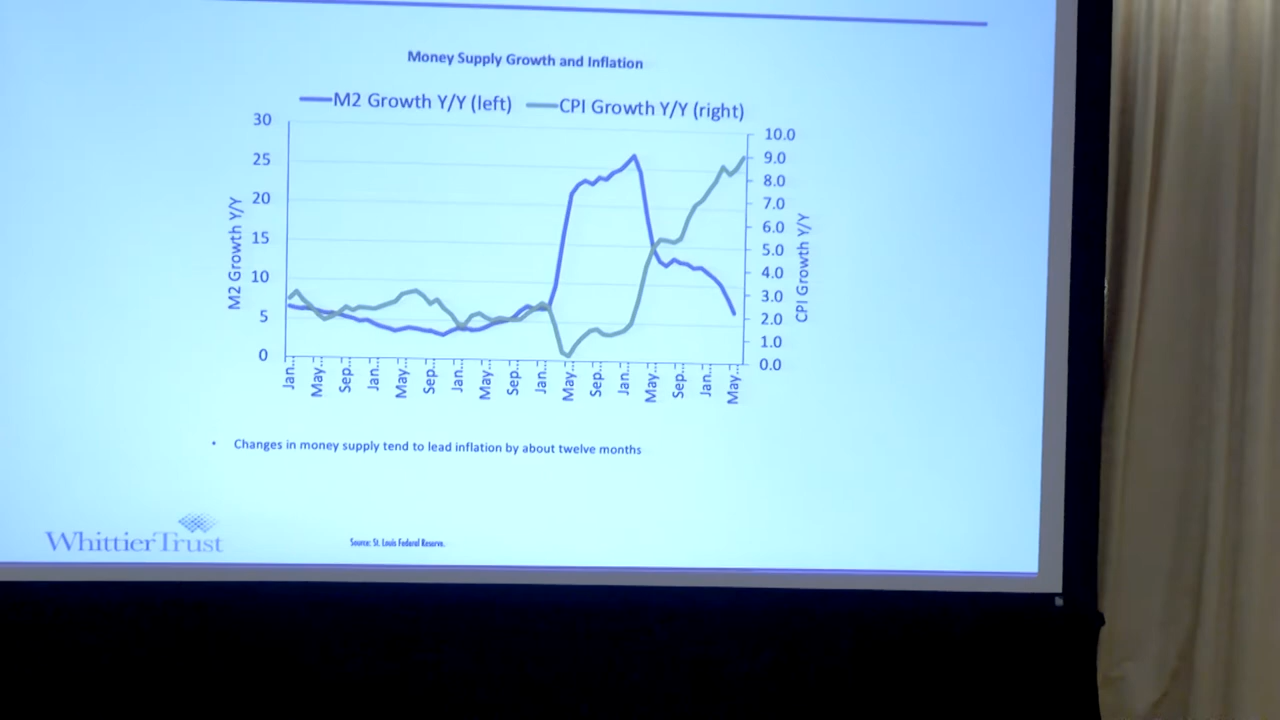 Money Supply Growth and Inflation
M2 Growth Y/Y (left) CPI Growth Y/Y (right)
30
25
20
15
10
5
0
M2 Growth Y/Y
10.0
9.0
8.0
7.0
6.0
5.0
4.0
3.0
2.0
1.0
0.0
CPI Growth Y/Y
Jan... May... Sep... Jan... May... Sep... Jan... May... Sep... Jan... May... Sep... Jan... May... Sep... Jan... May...
• Changes in money supply tend to lead inflation by about twelve months
WhittierTrust
Source: St. Louis Federal Reserve.